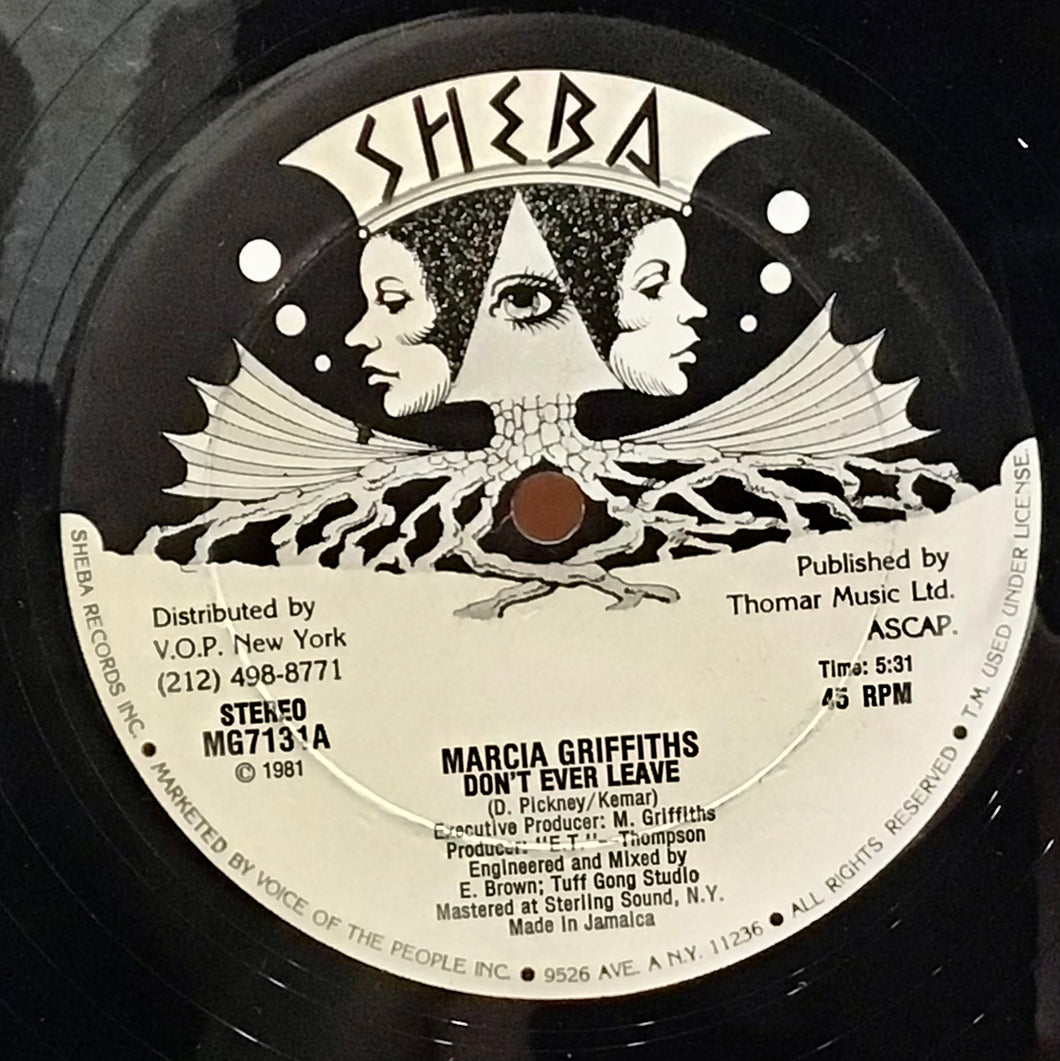 SHEBA
Distributed by
V.O.P. New York
(212) 498-8771
STEREO
MG7131A
© 1981
Published by
Thomar Music Ltd.
ASCAP.
Time: 5:31
45 RPM
MARCIA GRIFFITHS
DON'T EVER LEAVE
(D. Pickney/Kemar)
Executive Producer: M. Griffiths
Producer: "E.T." - Thompson
Engineered and Mixed by
E. Brown; Tuff Gong Studio
Mastered at Sterling Sound, N.Y.
Made In Jamaica
SHEBA RECORDS INC. ● MARKETED BY VOICE OF THE PEOPLE INC. ● 9526 AVE. A N.Y. 11236 ● ALL RIGHTS RESERVED ● T.M. USED UNDER LICENSE.